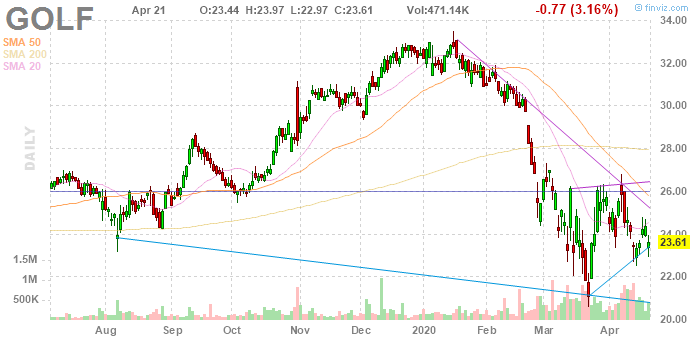 GOLF
Apr 21 O:23.44 H:23.97 L:22.97 C:23.61 Vol:471.14K -0.77 (3.16%)
© finviz.com
SMA 50
SMA 200
SMA 20
DAILY
34.00
32.00
30.00
28.00
26.00
24.00
23.61
22.00
20.00
1.5M
1M
500K
Aug Sep Oct Nov Dec 2020 Feb Mar Apr